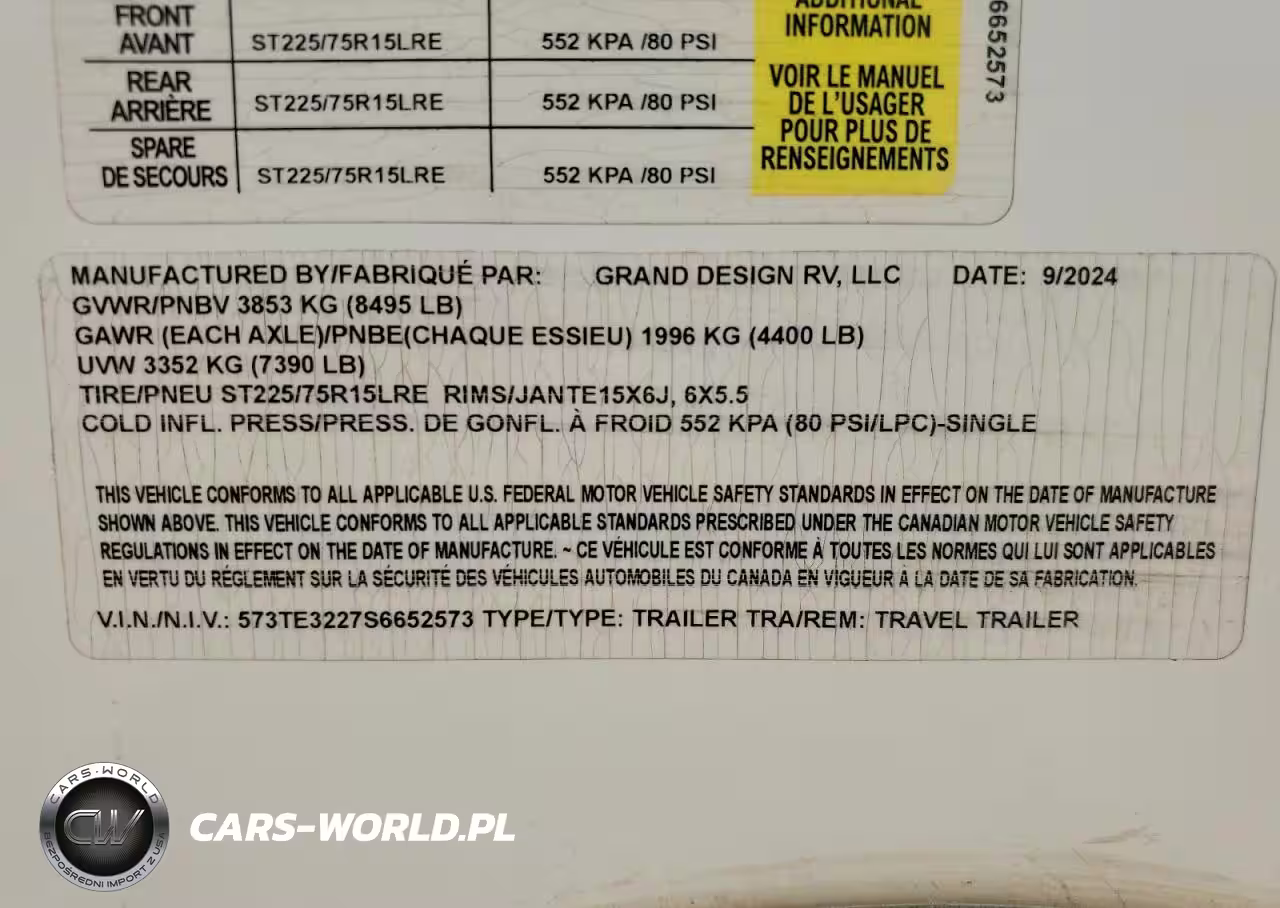 FRONT
AVANT ST225/75R15LRE 552 KPA /80 PSI
REAR
ARRIÈRE ST225/75R15LRE 552 KPA /80 PSI
SPARE
DE SECOURS ST225/75R15LRE 552 KPA /80 PSI
ADDITIONAL
INFORMATION
VOIR LE MANUEL
DE L'USAGER
POUR PLUS DE
RENSEIGNEMENTS
6652573
MANUFACTURED BY/FABRIQUÉ PAR: GRAND DESIGN RV, LLC DATE: 9/2024
GVWR/PNBV 3853 KG (8495 LB)
GAWR (EACH AXLE)/PNBE(CHAQUE ESSIEU) 1996 KG (4400 LB)
UVW 3352 KG (7390 LB)
TIRE/PNEU ST225/75R15LRE RIMS/JANTE15X6J, 6X5.5
COLD INFL. PRESS/PRESS. DE GONFL. À FROID 552 KPA (80 PSI/LPC)-SINGLE
THIS VEHICLE CONFORMS TO ALL APPLICABLE U.S. FEDERAL MOTOR VEHICLE SAFETY STANDARDS IN EFFECT ON THE DATE OF MANUFACTURE
SHOWN ABOVE. THIS VEHICLE CONFORMS TO ALL APPLICABLE STANDARDS PRESCRIBED UNDER THE CANADIAN MOTOR VEHICLE SAFETY
REGULATIONS IN EFFECT ON THE DATE OF MANUFACTURE. ~ CE VÉHICULE EST CONFORME À TOUTES LES NORMES QUI LUI SONT APPLICABLES
EN VERTU DU RÉGLEMENT SUR LA SÉCURITÉ DES VÉHICULES AUTOMOBILES DU CANADA EN VIGUEUR À LA DATE DE SA FABRICATION.
V.I.N./N.I.V.: 573TE3227S6652573 TYPE/TYPE: TRAILER TRA/REM: TRAVEL TRAILER
CARS-WORLD
CW
BEZPOŚREDNI IMPORT Z USA
CARS-WORLD.PL